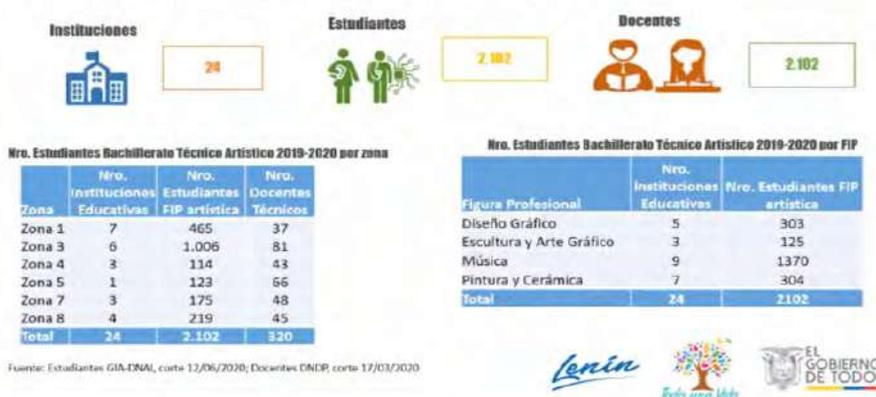 Instituciones
24
Estudiantes
2.102
Docentes
2.102
Nro. Estudiantes Bachillerato Técnico Artístico 2019-2020 por zona
Zona Nro. Instituciones Educativas Nro. Estudiantes FIP artística Nro. Docentes Técnicos
Zona 1 7 465 37
Zona 3 6 1.006 81
Zona 4 3 114 43
Zona 5 1 123 66
Zona 7 3 175 48
Zona 8 4 219 45
Total 24 2.102 320
Fuente: Estudiantes GIA-DNAI, corte 12/06/2020; Docentes DNDP, corte 17/03/2020
Nro. Estudiantes Bachillerato Técnico Artístico 2019-2020 por FIP
Figura Profesional Nro. Instituciones Educativas Nro. Estudiantes FIP artística
Diseño Gráfico 5 303
Escultura y Arte Gráfico 3 125
Música 9 1370
Pintura y Cerámica 7 304
Total 24 2102
Lenín
Toda una Vida
EL
GOBIERNO
DE TODO